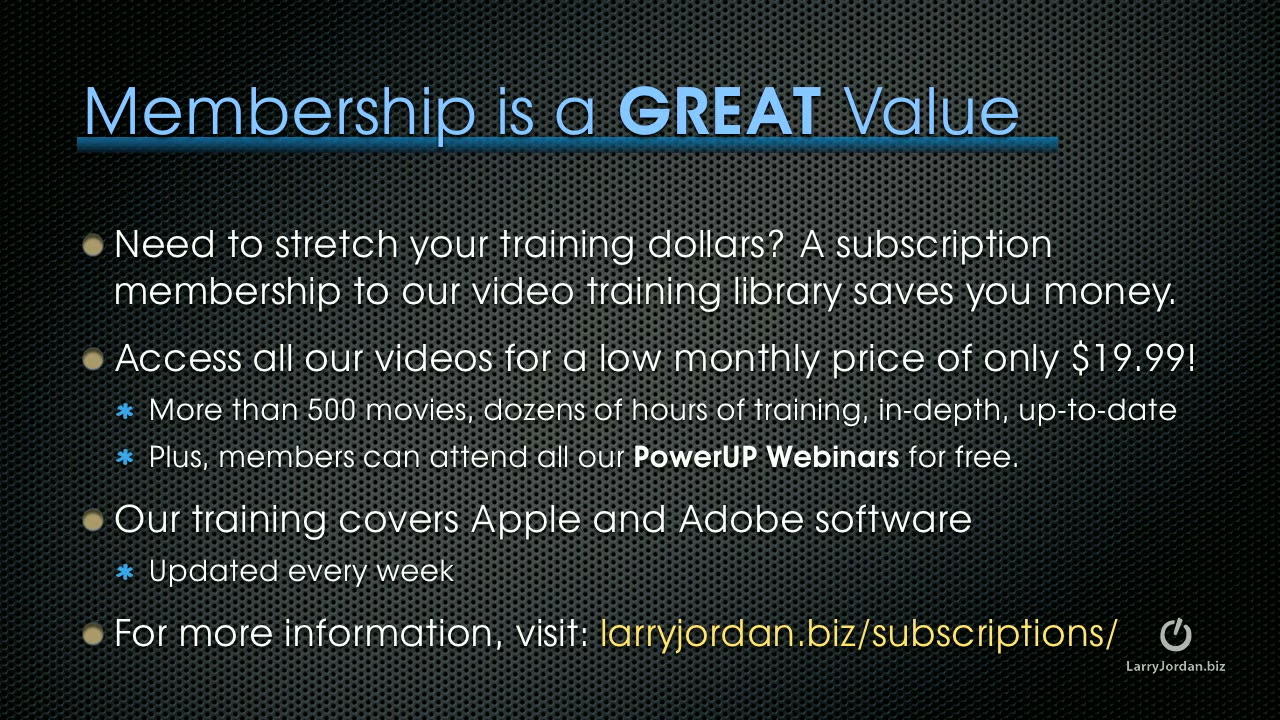 Membership is a GREAT Value
Need to stretch your training dollars? A subscription
membership to our video training library saves you money.
Access all our videos for a low monthly price of only $19.99!
More than 500 movies, dozens of hours of training, in-depth, up-to-date
Plus, members can attend all our PowerUP Webinars for free.
Our training covers Apple and Adobe software
Updated every week
For more information, visit: larryjordan.biz/subscriptions/
LarryJordan.biz